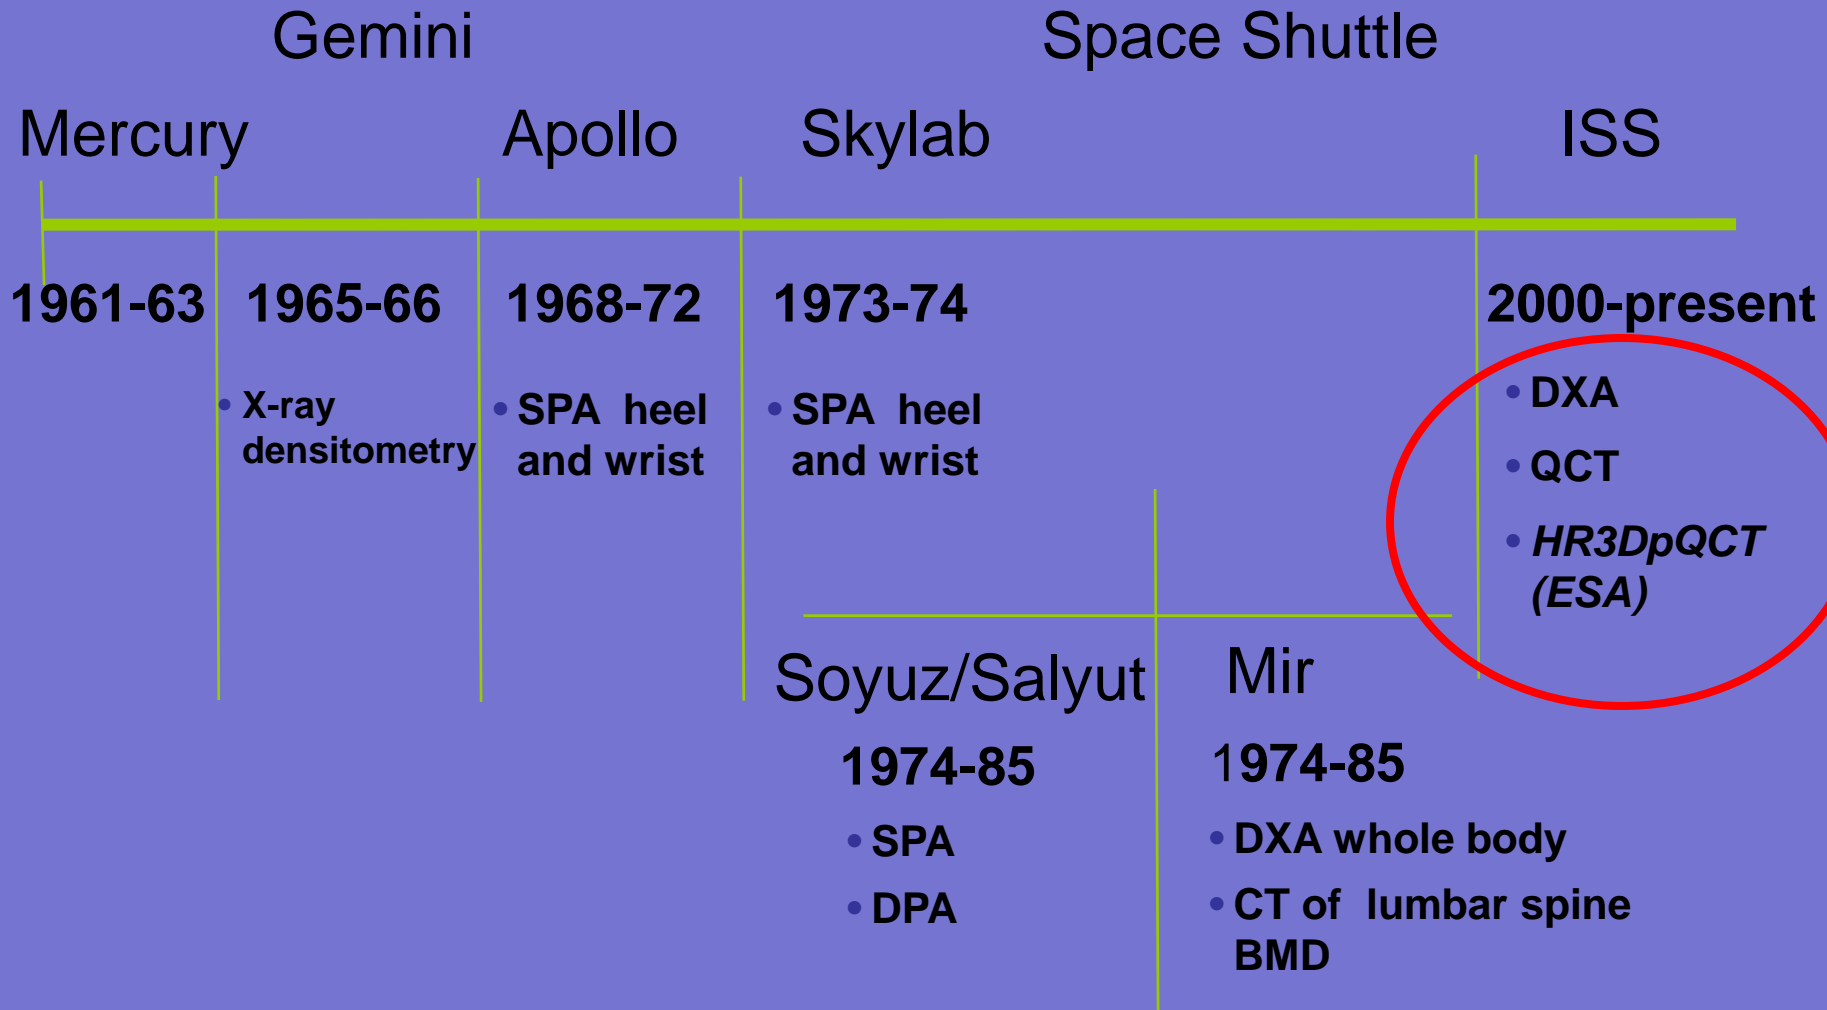 Gemini
Space Shuttle
Mercury
Apollo
Skylab
ISS
1961-63
1965-66
1968-72
1973-74
2000-present
• X-ray
densitometry
• SPA heel
and wrist
• SPA heel
and wrist
• DXA
• QCT
• HR3DpQCT
(ESA)
Soyuz/Salyut
1974-85
• SPA
• DPA
Mir
1974-85
• DXA whole body
• CT of lumbar spine
BMD